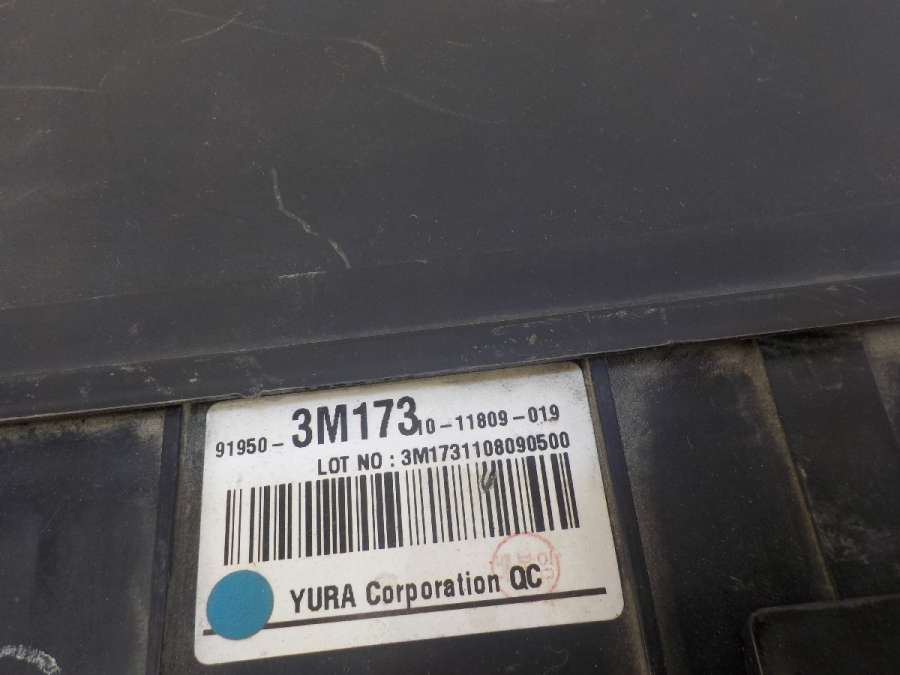 91950-3M173 10-11809-019
LOT NO : 3M1731108090500
YURA Corporation QC